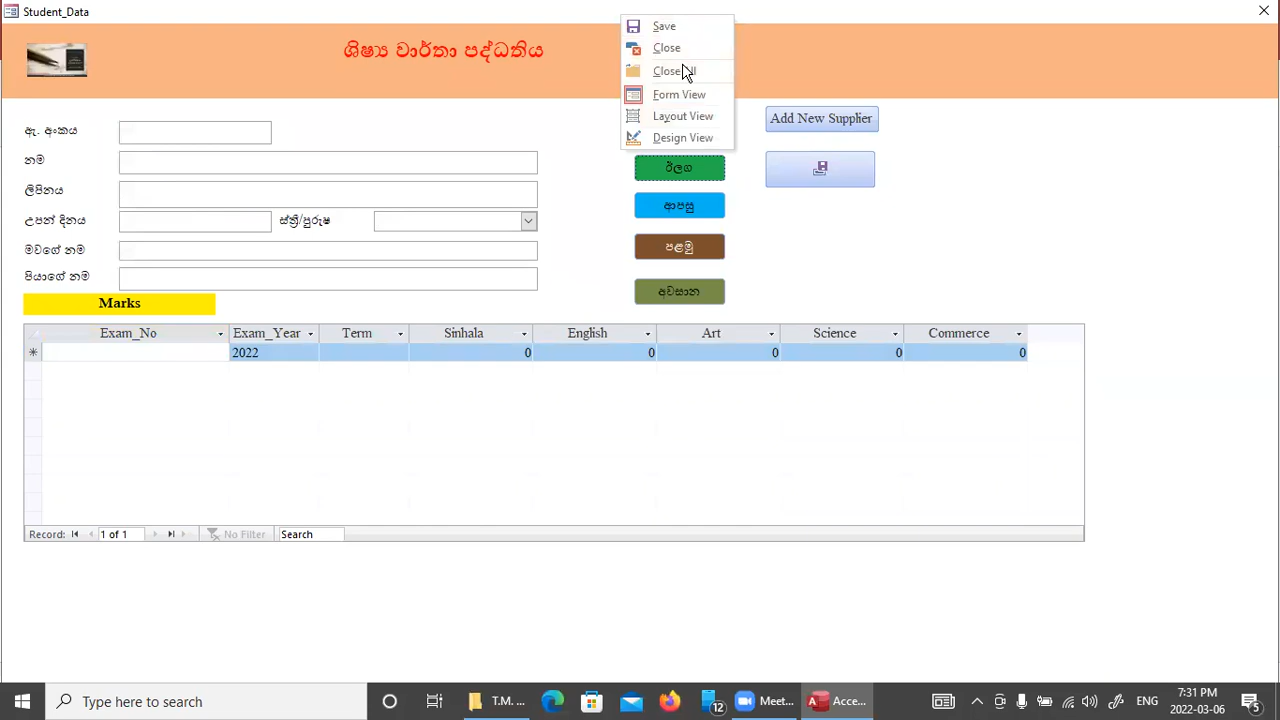 Student_Data
ශිෂ්‍ය වාර්තා පද්ධතිය
Save
Close
Close
Form View
Layout View
Design View
ඇ. අංකය
නම
ලිපිනය
උපන් දිනය
ස්ත්‍රී/පුරුෂ
මවගේ නම
පියාගේ නම
Add New Supplier
ඊලග
ආපසු
පළමු
අවසාන
Marks
Exam_No Exam_Year Term Sinhala English Art Science Commerce
2022 0 0 0 0 0
Record: 1 of 1 No Filter Search
Type here to search
T.M. ...
12
Meet...
Acce...
ENG
7:31 PM
2022-03-06
5